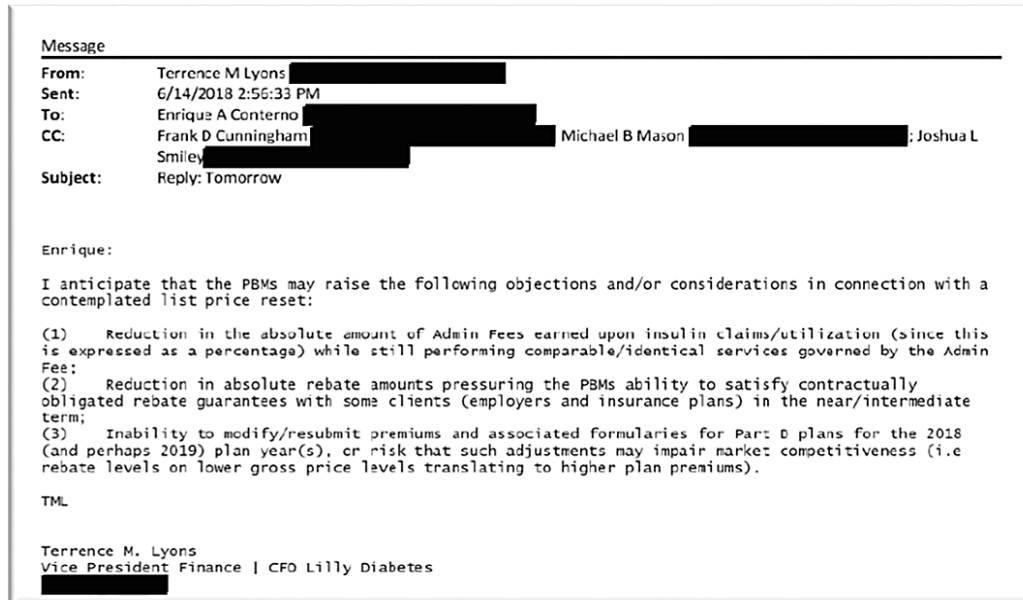 Message
From: Terrence M Lyons
Sent: 6/14/2018 2:56:33 PM
To: Enrique A Conterno
CC: Frank D Cunningham Michael B Mason ; Joshua L
Smiley
Subject: Reply: Tomorrow
Enrique:
I anticipate that the PBMs may raise the following objections and/or considerations in connection with a
contemplated list price reset:
(1) Reduction in the absolute amount of Admin Fees earned upon insulin claims/utilization (since this
is expressed as a percentage) while still performing comparable/identical services governed by the Admin
Fee;
(2) Reduction in absolute rebate amounts pressuring the PBMs ability to satisfy contractually
obligated rebate guarantees with some clients (employers and insurance plans) in the near/intermediate
term;
(3) Inability to modify/resubmit premiums and associated formularies for Part D plans for the 2018
(and perhaps 2019) plan year(s), or risk that such adjustments may impair market competitiveness (i.e
rebate levels on lower gross price levels translating to higher plan premiums).
TML
Terrence M. Lyons
Vice President Finance | CFO Lilly Diabetes